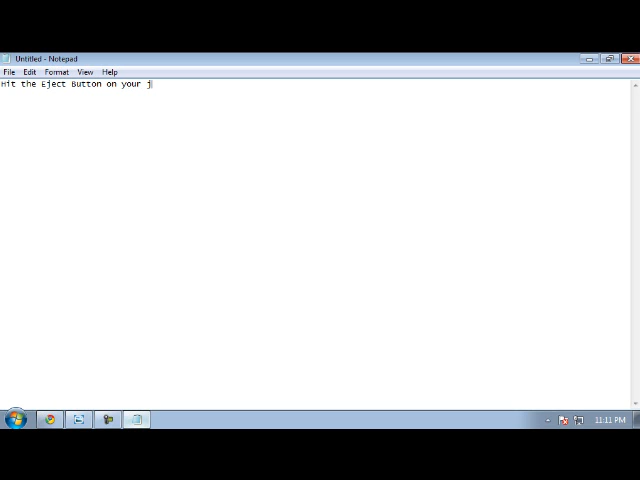 Untitled - Notepad
File Edit Format View Help
Hit the Eject Button on your j
11:11 PM